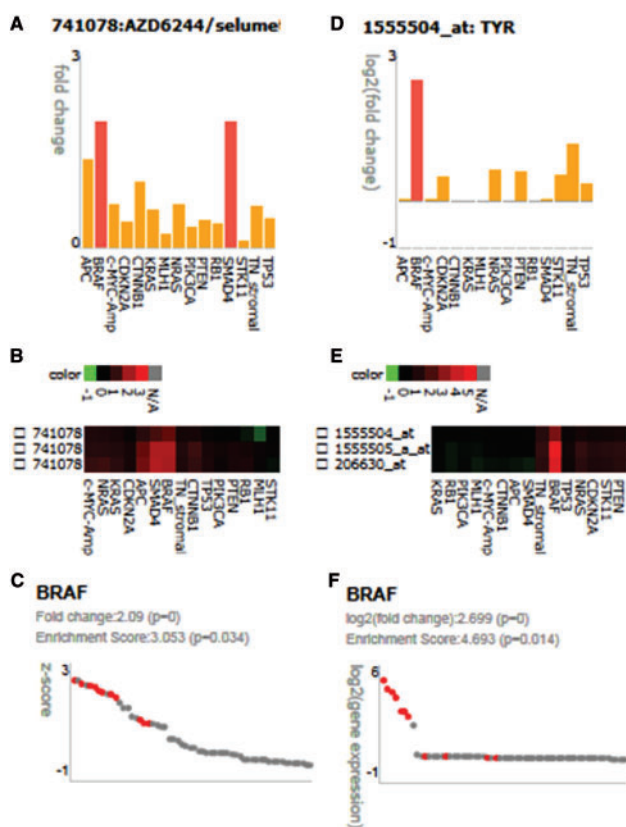 A
741078:AZD6244/selumet
3
fold change
0
APC
BRAF
c-MYC-Amp
CDKN2A
CTNNB1
KRAS
MLH1
NRAS
PIK3CA
PTEN
RB1
SMAD4
STK11
TN_stromal
TP53
D
1555504_at: TYR
3
log2(fold change)
-1
APC
BRAF
c-MYC-Amp
CDKN2A
CTNNB1
KRAS
MLH1
NRAS
PIK3CA
PTEN
RB1
SMAD4
STK11
TN_stromal
TP53
B
color
-1
0
1
2
3
N/A
741078
741078
741078
c-MYC-Amp
NRAS
KRAS
CDKN2A
APC
SMAD4
BRAF
TN_stromal
CTNNB1
TP53
PIK3CA
PTEN
RB1
MLH1
STK11
E
color
-1
0
1
2
3
4
5
N/A
1555504_at
1555505_a_at
206630_at
KRAS
RB1
PIK3CA
MLH1
c-MYC-Amp
CTNNB1
APC
SMAD4
TN_stromal
BRAF
TP53
NRAS
CDKN2A
STK11
PTEN
C
BRAF
Fold change:2.09 (p=0)
Enrichment Score:3.053 (p=0.034)
3
z-score
-1
F
BRAF
log2(fold change):2.699 (p=0)
Enrichment Score:4.693 (p=0.014)
6
log2(gene expression)
-1